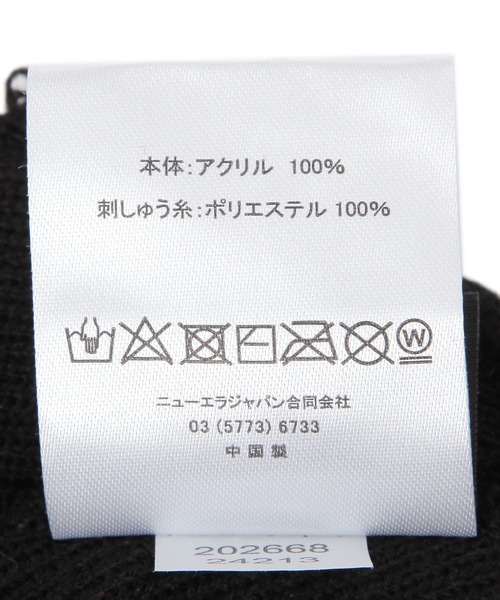 本体:アクリル 100%
刺しゅう糸:ポリエステル 100%
W
ニューエラジャパン合同会社
03 (5773) 6733
中国製
202668
24213